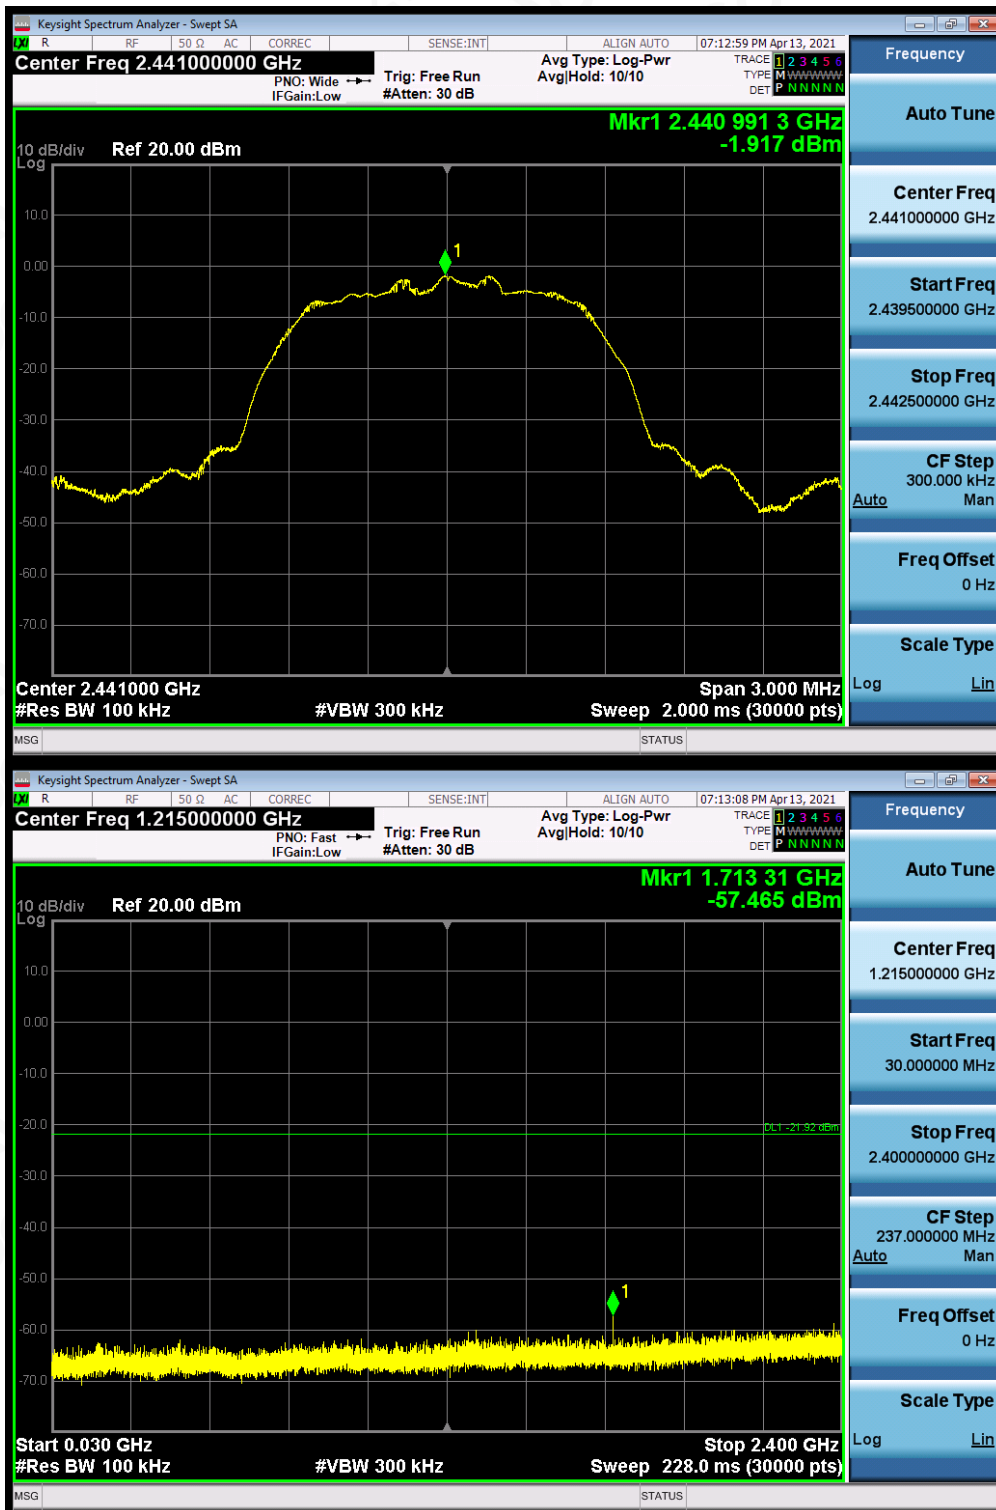 Keysight Spectrum Analyzer - Swept SA
LXI R RF 50 Ω AC CORREC SENSE:INT ALIGN AUTO 07:12:59 PM Apr 13, 2021
Center Freq 2.441000000 GHz
PNO: Wide
IFGain:Low
Trig: Free Run
#Atten: 30 dB
Avg Type: Log-Pwr
Avg|Hold: 10/10
TRACE 1 2 3 4 5 6
TYPE M WWWWW
DET P N N N N N
Mkr1 2.440 991 3 GHz
-1.917 dBm
10 dB/div Ref 20.00 dBm
Log
10.0
0.00
-10.0
-20.0
-30.0
-40.0
-50.0
-60.0
-70.0
1
Center 2.441000 GHz Span 3.000 MHz
#Res BW 100 kHz #VBW 300 kHz Sweep 2.000 ms (30000 pts)
MSG STATUS
Frequency
Auto Tune
Center Freq
2.441000000 GHz
Start Freq
2.439500000 GHz
Stop Freq
2.442500000 GHz
CF Step
300.000 kHz
Auto Man
Freq Offset
0 Hz
Scale Type
Log Lin
Keysight Spectrum Analyzer - Swept SA
LXI R RF 50 Ω AC CORREC SENSE:INT ALIGN AUTO 07:13:08 PM Apr 13, 2021
Center Freq 1.215000000 GHz
PNO: Fast
IFGain:Low
Trig: Free Run
#Atten: 30 dB
Avg Type: Log-Pwr
Avg|Hold: 10/10
TRACE 1 2 3 4 5 6
TYPE M WWWWW
DET P N N N N N
Mkr1 1.713 31 GHz
-57.465 dBm
10 dB/div Ref 20.00 dBm
Log
10.0
0.00
-10.0
-20.0
-30.0
-40.0
-50.0
-60.0
-70.0
DL1 -21.92 dBm
1
Start 0.030 GHz Stop 2.400 GHz
#Res BW 100 kHz #VBW 300 kHz Sweep 228.0 ms (30000 pts)
MSG STATUS
Frequency
Auto Tune
Center Freq
1.215000000 GHz
Start Freq
30.000000 MHz
Stop Freq
2.400000000 GHz
CF Step
237.000000 MHz
Auto Man
Freq Offset
0 Hz
Scale Type
Log Lin